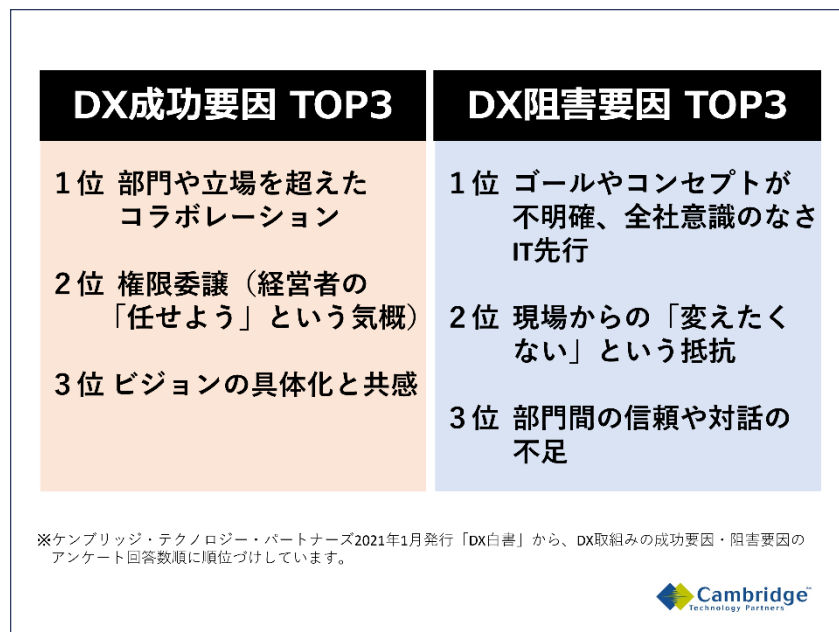 DX成功要因 TOP3
1位 部門や立場を超えた
コラボレーション
2位 権限委譲（経営者の
「任せよう」という気概）
3位 ビジョンの具体化と共感
DX阻害要因 TOP3
1位 ゴールやコンセプトが
不明確、全社意識のなさ
IT先行
2位 現場からの「変えたく
ない」という抵抗
3位 部門間の信頼や対話の
不足
※ケンブリッジ・テクノロジー・パートナーズ2021年1月発行「DX白書」から、DX取組みの成功要因・阻害要因の
アンケート回答数順に順位づけしています。
Cambridge™
Technology Partners